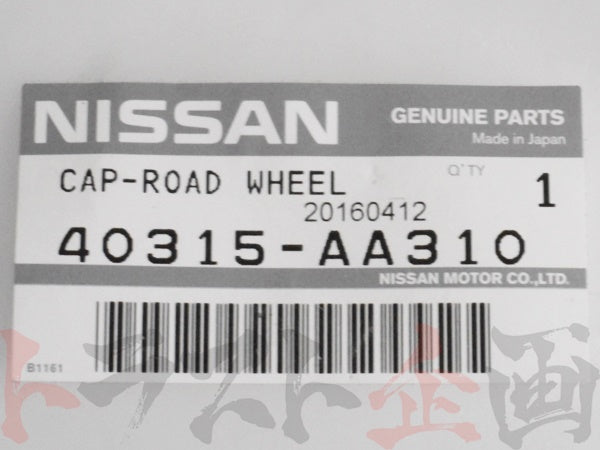 NISSAN
GENUINE PARTS
Made in Japan
CAP-ROAD WHEEL
Q'TY
1
20160412
40315-AA310
NISSAN MOTOR CO.,LTD.
B1161
トラスト企画